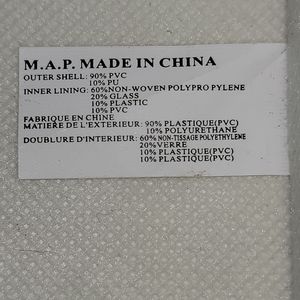 M.A.P. MADE IN CHINA
OUTER SHELL: 90% PVC
10% PU
INNER LINING: 60%NON-WOVEN POLYPRO PYLENE
20% GLASS
10% PLASTIC
10% PVC
FABRIQUE EN CHINE
MATIERE DE L'EXTERIEUR: 90% PLASTIQUE(PVC)
10% POLYURETHANE
DOUBLURE D'INTERIEUR: 60% NON-TISSAGE POLYETHYLENE
20%VERRE
10% PLASTIQUE(PVC)
10% PLASTIQUE(PVC)